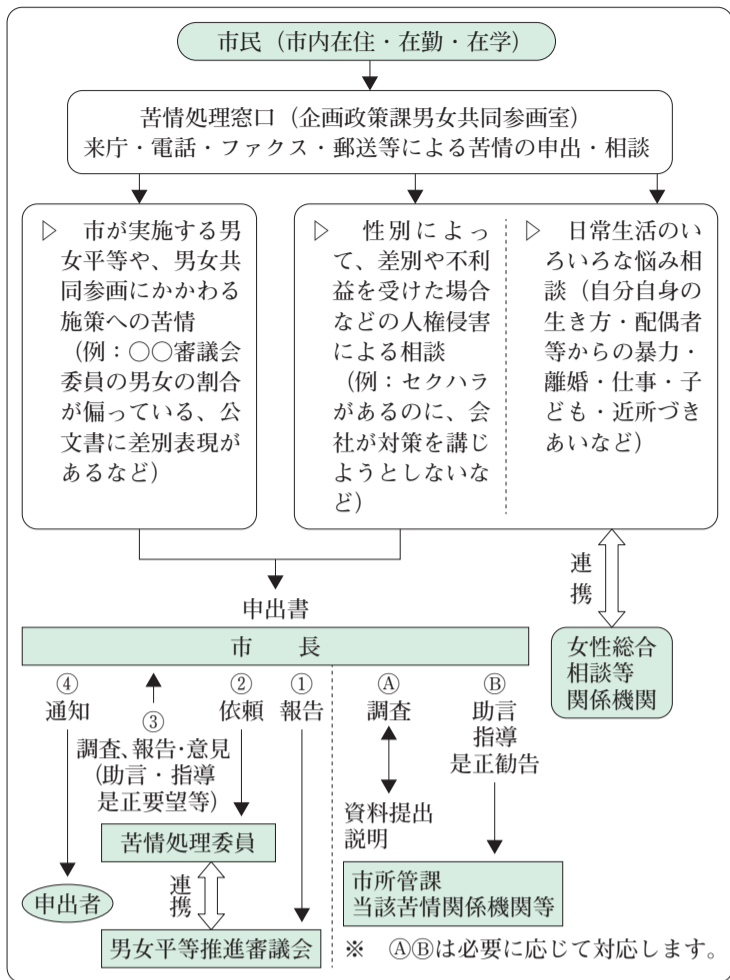 市民（市内在住・在勤・在学）
苦情処理窓口（企画政策課男女共同参画室）
来庁・電話・ファクス・郵送等による苦情の申出・相談
▷　市が実施する男
女平等や、男女共
同参画にかかわる
施策への苦情
（例：○○審議会
委員の男女の割合
が偏っている、公
文書に差別表現が
あるなど）
▷　性別によっ
て、差別や不利
益を受けた場合
などの人権侵害
による相談
（例：セクハラ
があるのに、会
社が対策を講じ
ようとしないな
ど）
▷　日常生活のい
ろいろな悩み相
談（自分自身の
生き方・配偶者
等からの暴力・
離婚・仕事・子
ども・近所づき
あいなど）
連携
申出書
市　長
女性総合
相談等
関係機関
④
通知
③
調査、報告・意見
（助言・指導
是正要望等）
②
依頼
①
報告
Ⓐ
調査
Ⓑ
助言
指導
是正勧告
資料提出
説明
苦情処理委員
連携
申出者
男女平等推進審議会
市所管課
当該苦情関係機関等
※　ⒶⒷは必要に応じて対応します。